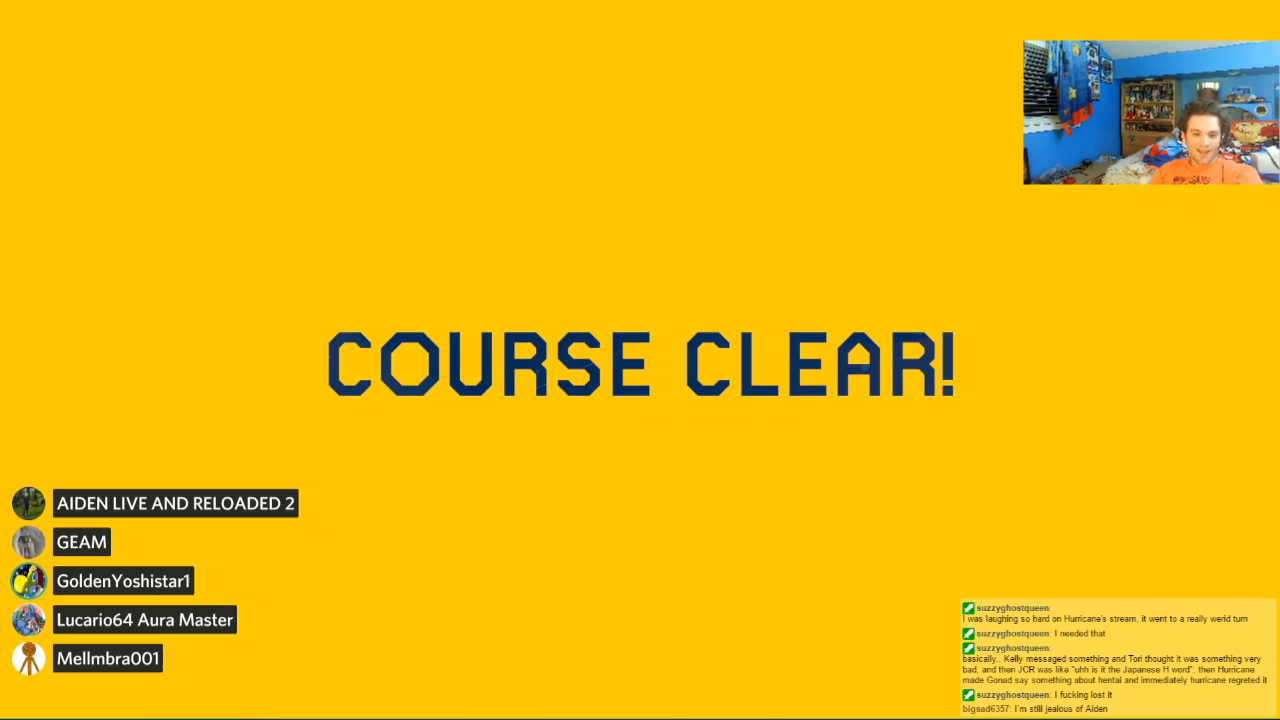 COURSE CLEAR!
AIDEN LIVE AND RELOADED 2
GEAM
GoldenYoshistar1
Lucario64 Aura Master
Mellmbra001
suzzyghostqueen:
I was laughing so hard on Hurricane's stream, it went to a really werid turn
suzzyghostqueen: I needed that
suzzyghostqueen:
basically.. Kelly messaged something and Tori thought it was something very
bad, and then JCR was like "uhh is it the Japanese H word", then Hurricane
made Gonad say something about hentai and immediately hurricane regretted it
suzzyghostqueen: I fucking lost it
bigsad6357: I'm still jealous of Aiden